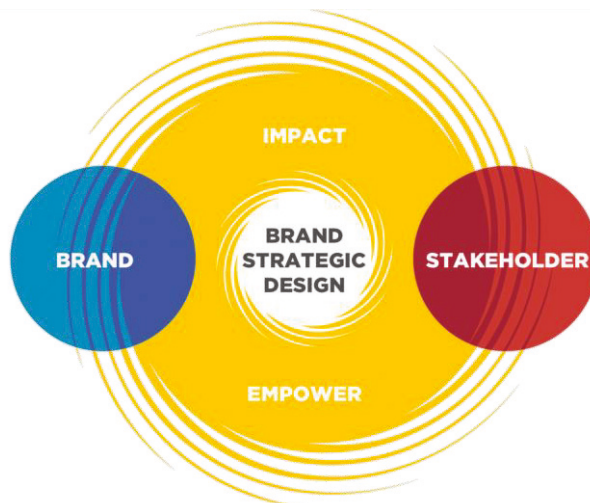 IMPACT
BRAND
BRAND
STRATEGIC
DESIGN
STAKEHOLDER
EMPOWER